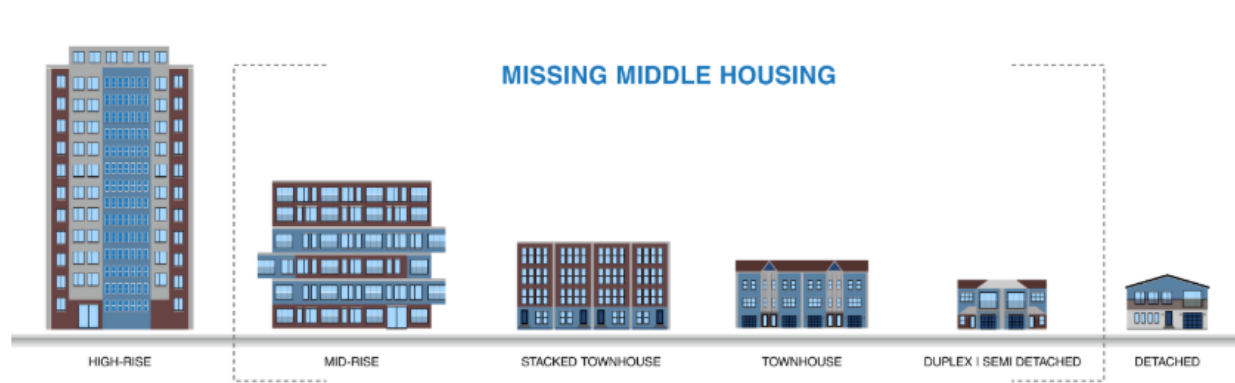 MISSING MIDDLE HOUSING
HIGH-RISE
MID-RISE
STACKED TOWNHOUSE
TOWNHOUSE
DUPLEX | SEMI DETACHED
DETACHED